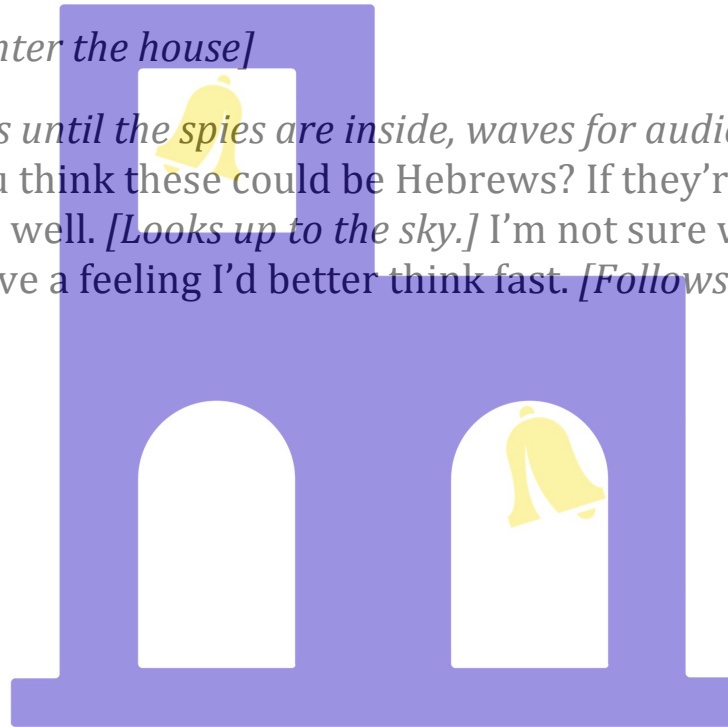 nter the house]
s until the spies are inside, waves for audie
u think these could be Hebrews? If they’r
well. [Looks up to the sky.] I’m not sure v
ve a feeling I’d better think fast. [Follows